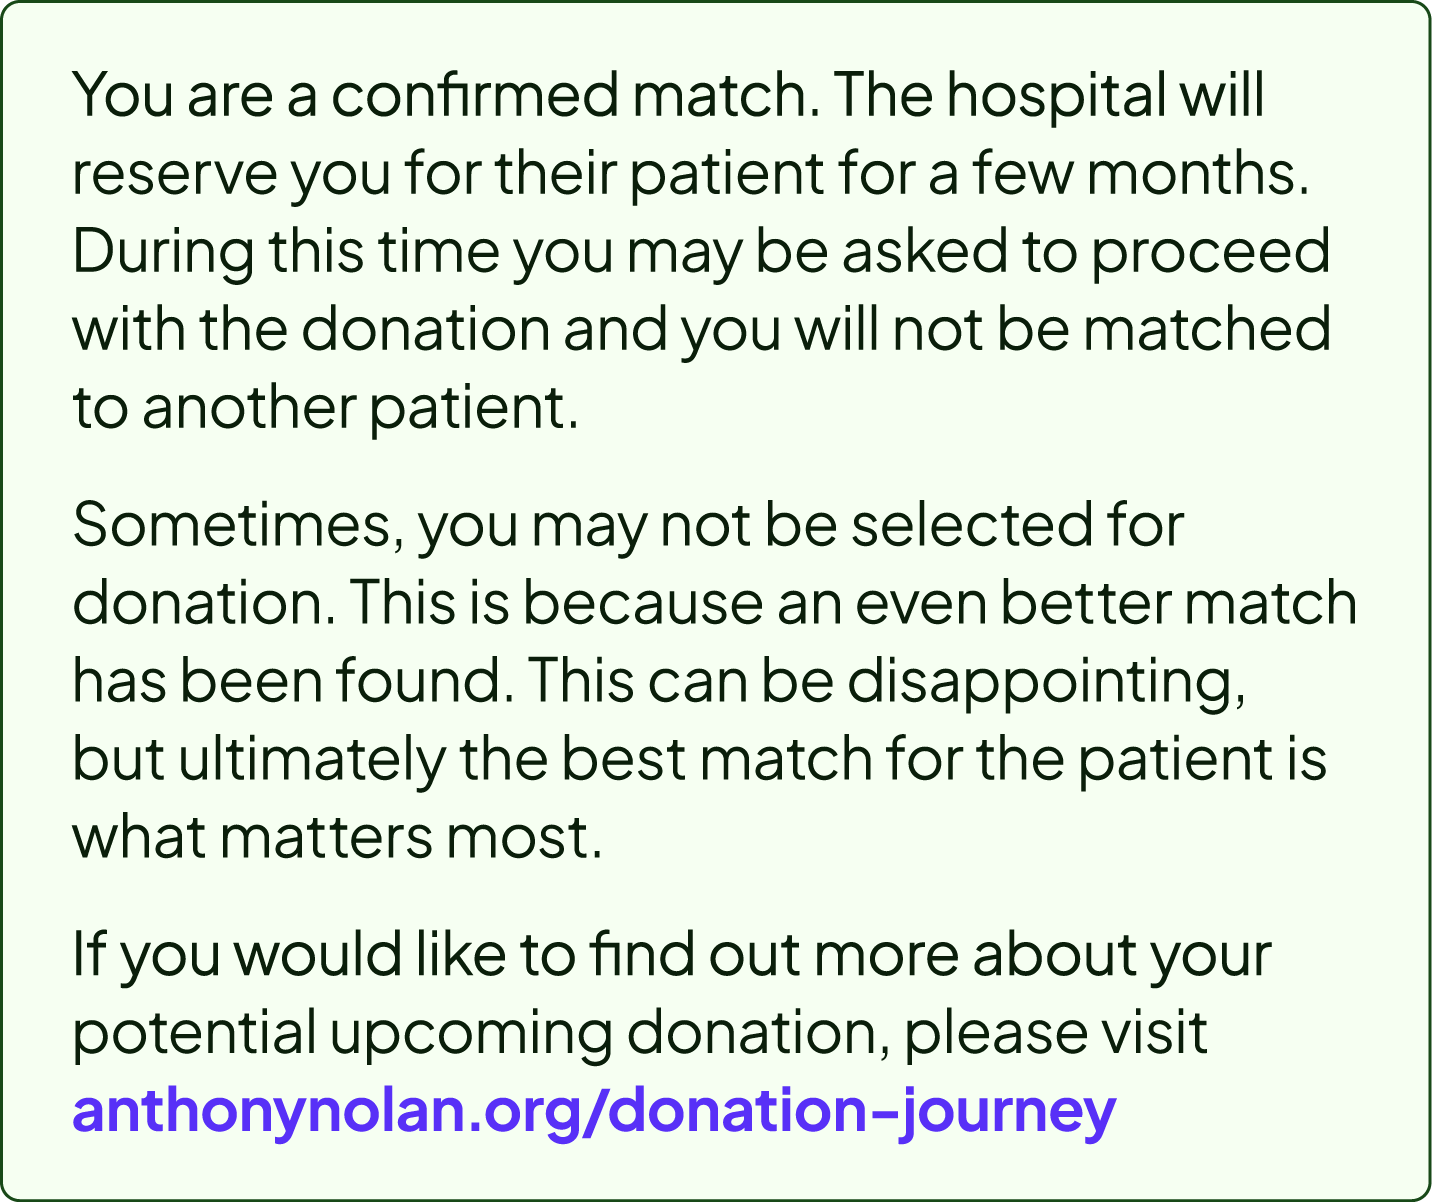 You are a confirmed match. The hospital will
reserve you for their patient for a few months.
During this time you may be asked to proceed
with the donation and you will not be matched
to another patient.
Sometimes, you may not be selected for
donation. This is because an even better match
has been found. This can be disappointing,
but ultimately the best match for the patient is
what matters most.
If you would like to find out more about your
potential upcoming donation, please visit
anthonynolan.org/donation-journey